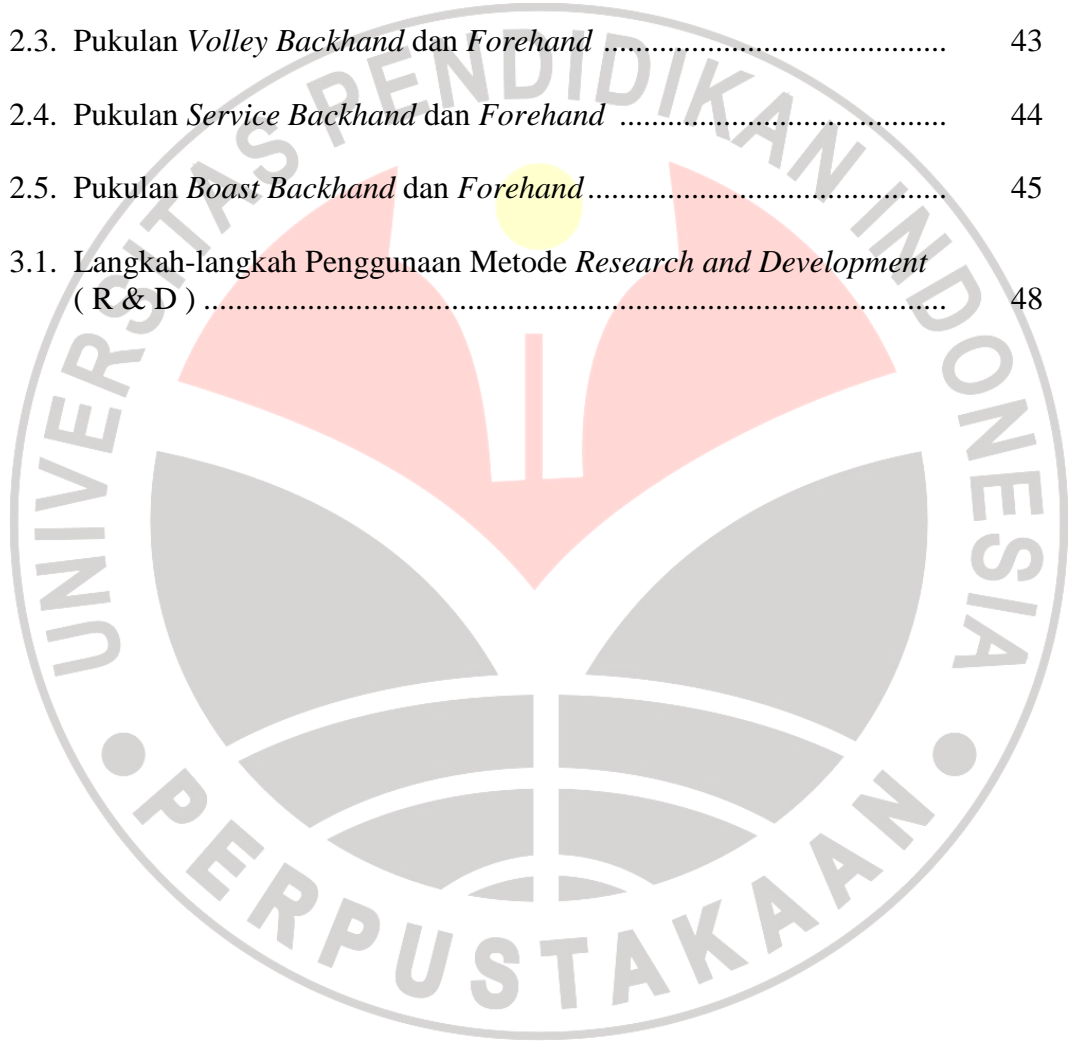 2.3. Pukulan Volley Backhand dan Forehand .......................................... 43
2.4. Pukulan Service Backhand dan Forehand ........................................ 44
2.5. Pukulan Boast Backhand dan Forehand ............................................ 45
3.1. Langkah-langkah Penggunaan Metode Research and Development
( R & D ) ............................................................................................ 48
UNIVERSITAS PENDIDIKAN INDONESIA
PERPUSTAKAAN